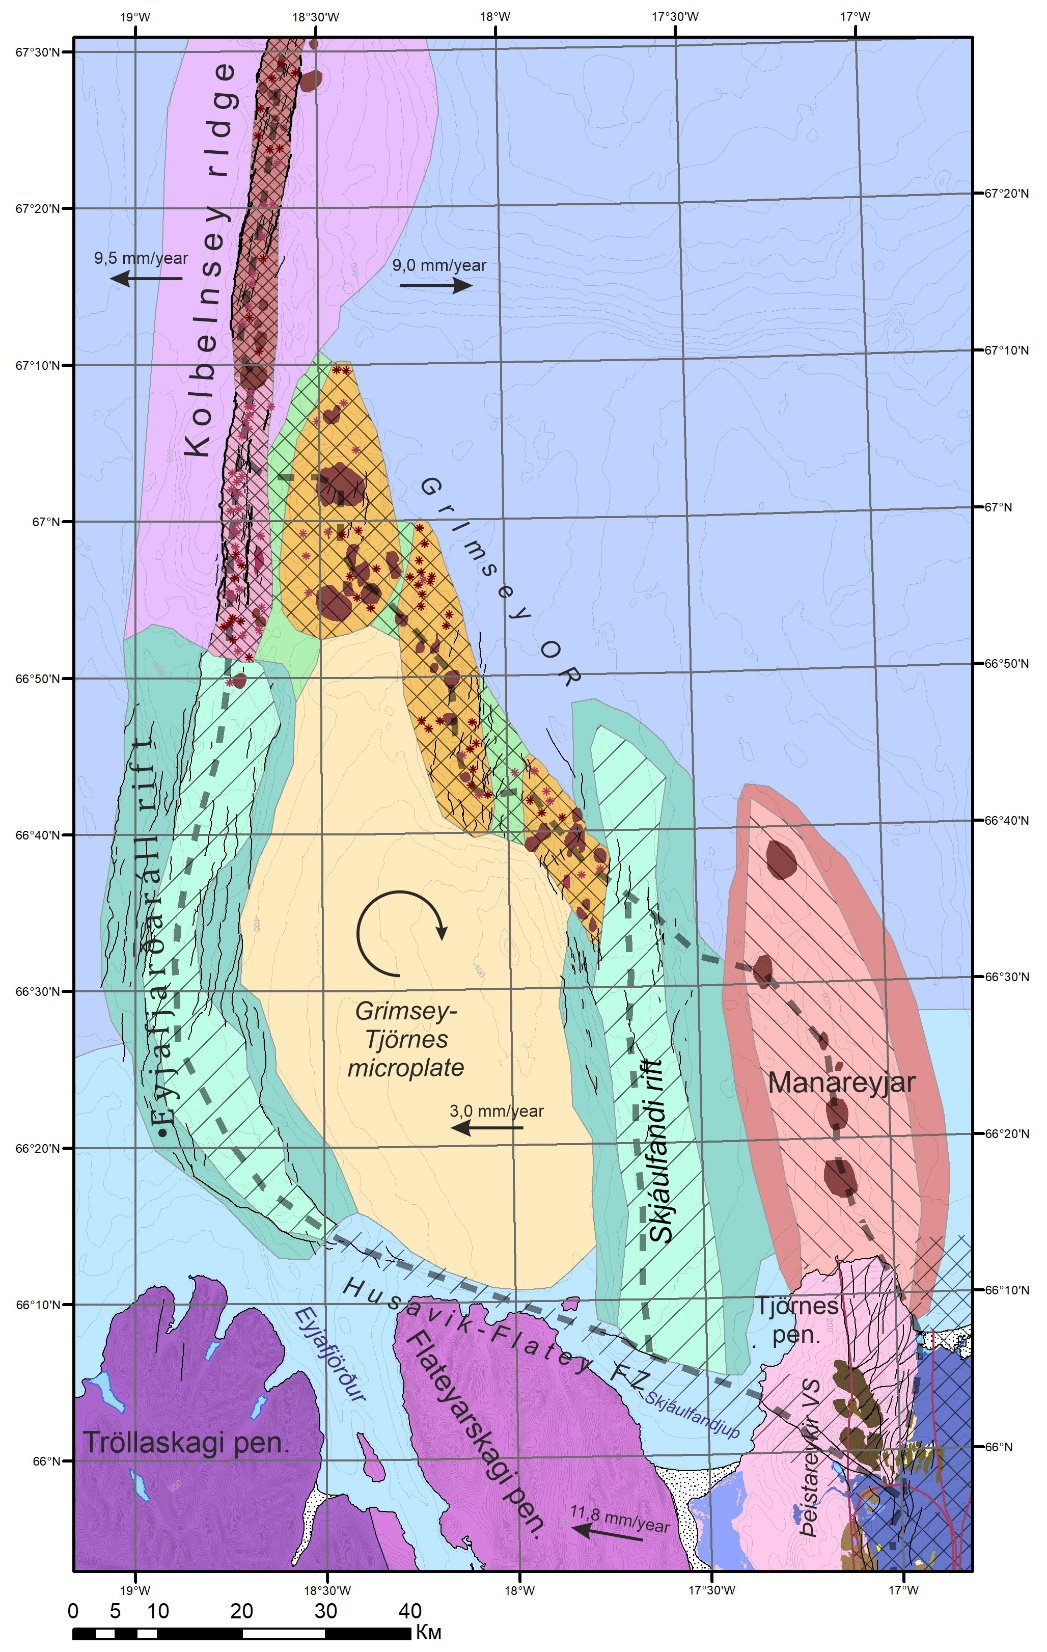 19°W 18°30'W 18°W 17°30'W 17°W
67°30'N
67°20'N
67°20'N
67°10'N
67°10'N
67°N
67°N
66°50'N
66°50'N
66°40'N
66°40'N
66°30'N
66°30'N
66°20'N
66°20'N
66°10'N
66°10'N
66°N
66°N
KolbeInsey rIdge
9,5 mm/year
9,0 mm/year
GrImsey OR
EyjafjarðaráII rift
Grimsey-
Tjörnes
microplate
3,0 mm/year
Skjáulfandi rift
Manareyjar
Husavik-Flatey FZ
Eyjafjörður
Tjörnes
pen.
Skjáulfandjup
Tröllaskagi pen.
Flateyarskagi pen.
Þeistareykir VS
11,8 mm/year
19°W 18°30'W 18°W 17°30'W 17°W
0 5 10 20 30 40
Км